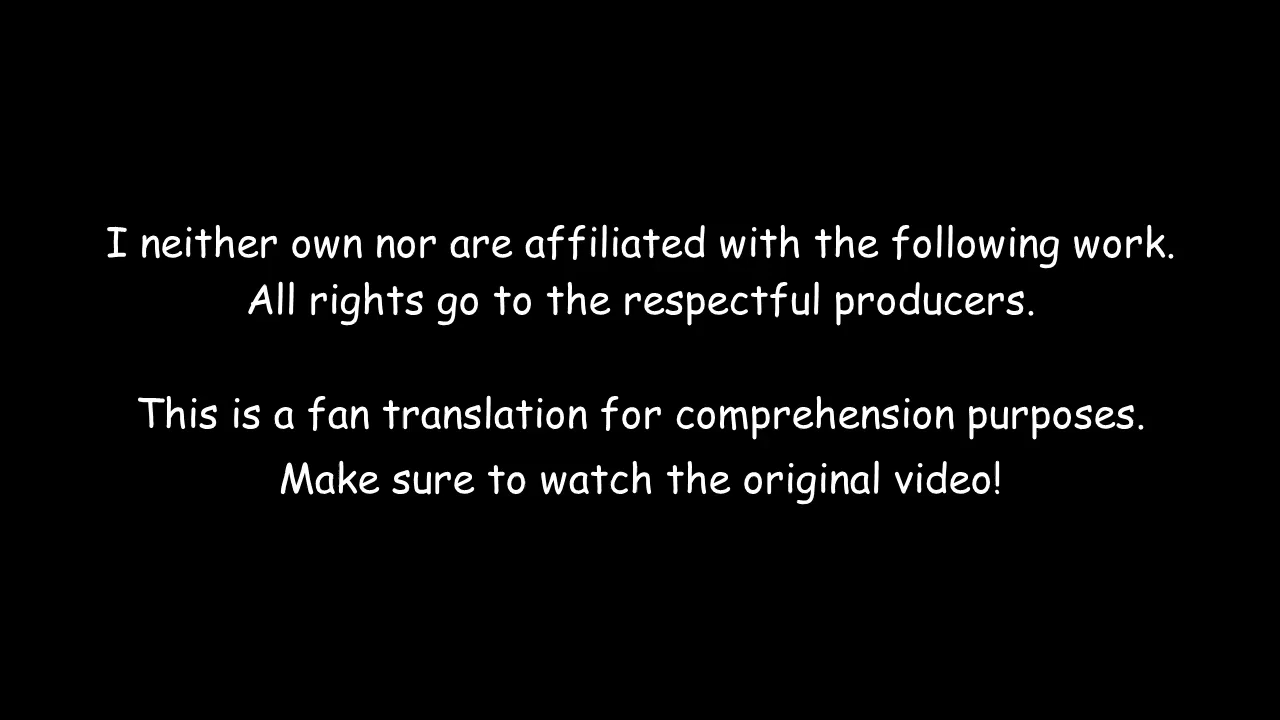 I neither own nor are affiliated with the following work.
All rights go to the respectful producers.
This is a fan translation for comprehension purposes.
Make sure to watch the original video!